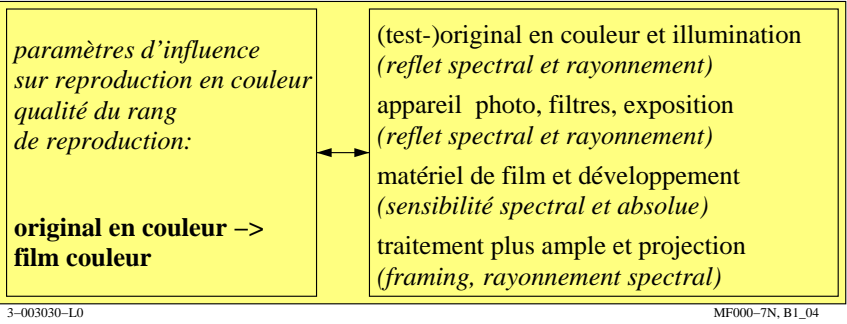 paramètres d'influence
sur reproduction en couleur
qualité du rang
de reproduction:
original en couleur −>
film couleur
(test-)original en couleur et illumination
(reflet spectral et rayonnement)
appareil photo, filtres, exposition
(reflet spectral et rayonnement)
matériel de film et développement
(sensibilité spectral et absolue)
traitement plus ample et projection
(framing, rayonnement spectral)
3−003030−L0
MF000−7N, B1_04